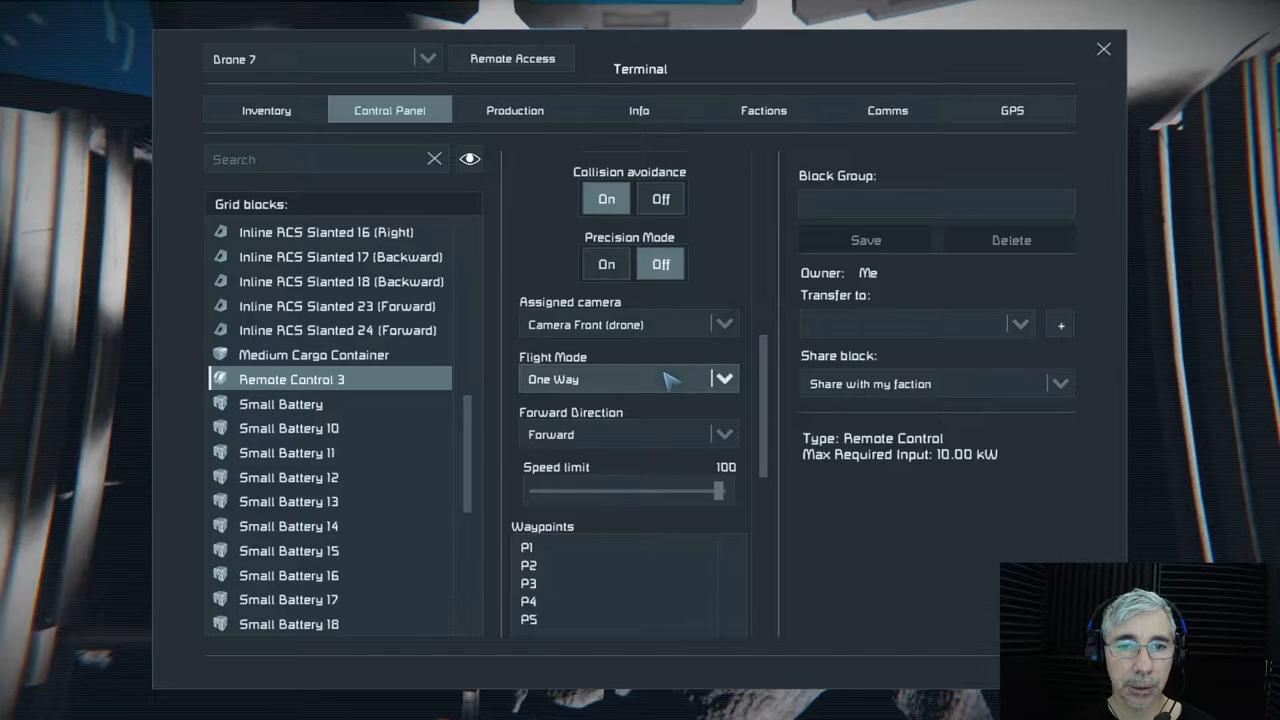 Drone 7
Remote Access
Terminal
Inventory
Control Panel
Production
Info
Factions
Comms
GPS
Search
Grid blocks:
Inline RCS Slanted 16 (Right)
Inline RCS Slanted 17 (Backward)
Inline RCS Slanted 18 (Backward)
Inline RCS Slanted 23 (Forward)
Inline RCS Slanted 24 (Forward)
Medium Cargo Container
Remote Control 3
Small Battery
Small Battery 10
Small Battery 11
Small Battery 12
Small Battery 13
Small Battery 14
Small Battery 15
Small Battery 16
Small Battery 17
Small Battery 18
Collision avoidance
On Off
Precision Mode
On Off
Assigned camera
Camera Front (drone)
Flight Mode
One Way
Forward Direction
Forward
Speed limit 100
Waypoints
P1
P2
P3
P4
P5
Block Group:
Save Delete
Owner: Me
Transfer to:
+
Share block:
Share with my faction
Type: Remote Control
Max Required Input: 10.00 kW